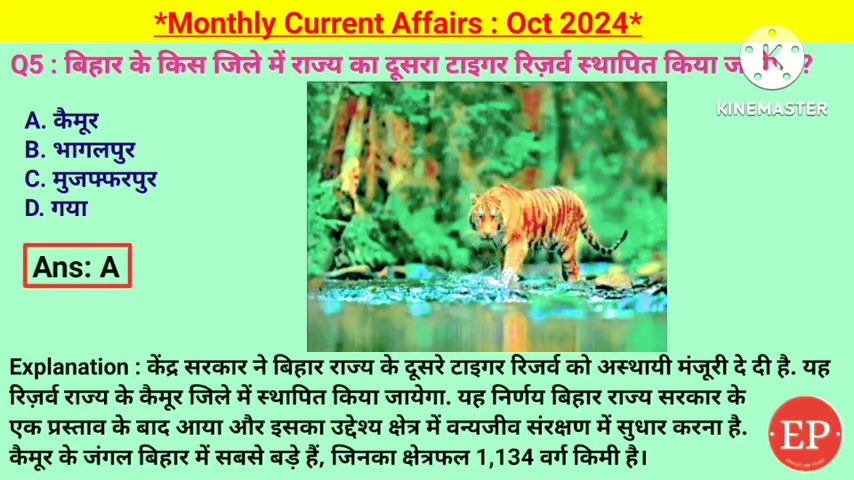 *Monthly Current Affairs : Oct 2024*
Q5 : बिहार के किस जिले में राज्य का दूसरा टाइगर रिज़र्व स्थापित किया ?
KINEMASTER
A. कैमूर
B. भागलपुर
C. मुजफ्फरपुर
D. गया
Ans: A
Explanation : केंद्र सरकार ने बिहार राज्य के दूसरे टाइगर रिजर्व को अस्थायी मंजूरी दे दी है. यह
रिज़र्व राज्य के कैमूर जिले में स्थापित किया जायेगा. यह निर्णय बिहार राज्य सरकार के
एक प्रस्ताव के बाद आया और इसका उद्देश्य क्षेत्र में वन्यजीव संरक्षण में सुधार करना है.
कैमूर के जंगल बिहार में सबसे बड़े हैं, जिनका क्षेत्रफल 1,134 वर्ग किमी है।
EP